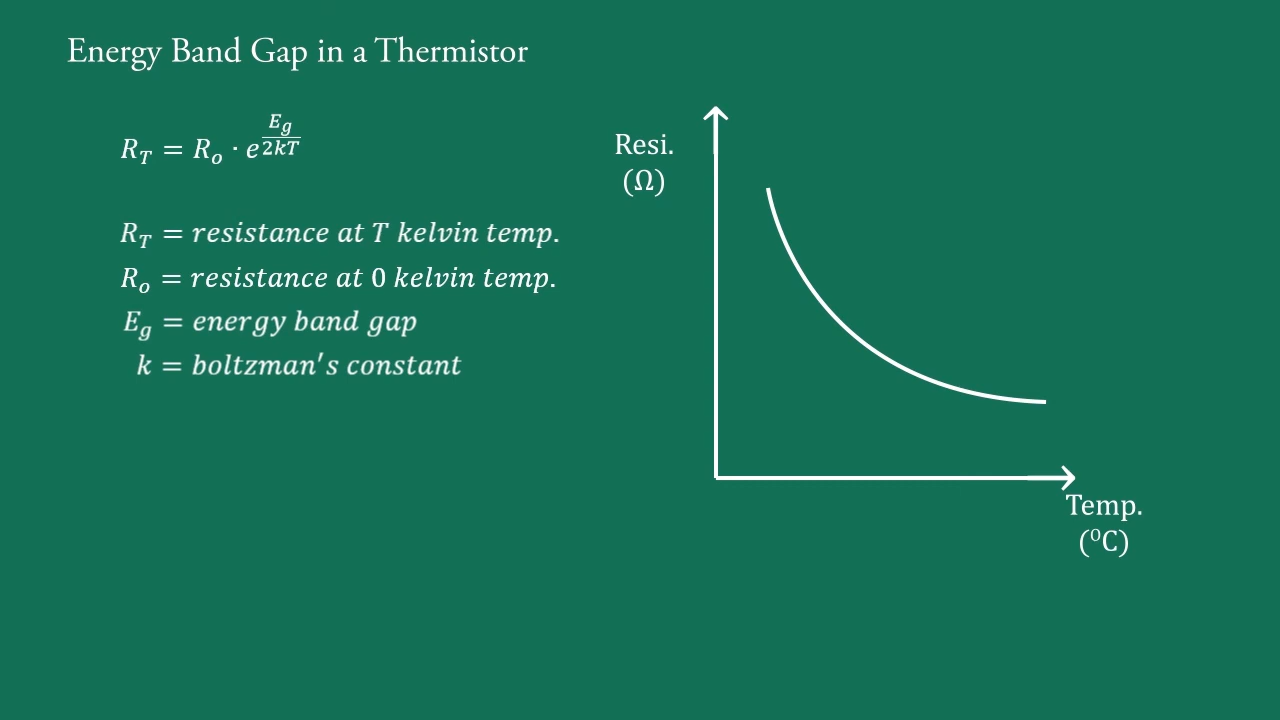 Energy Band Gap in a Thermistor
R_T = R_o · e^{\frac{E_g}{2kT}}
R_T = resistance at T kelvin temp.
R_o = resistance at 0 kelvin temp.
E_g = energy band gap
k = boltzman's constant
Resi.
(Ω)
Temp.
(⁰C)